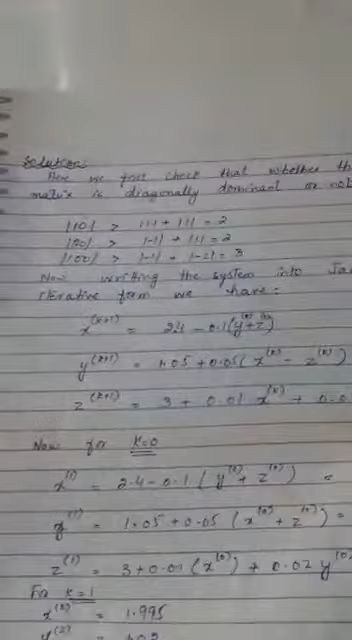 Solution:
Here we first check that whether the
matrix is diagonally dominant or not
|10| > |1| + |1| = 2
|20| > |-1| + |1| = 2
|100| > |-1| + |-2| = 3
Now writing the system into Jac
iterative form we have:
x^(k+1) = 2.4 - 0.1(y^(k)+z^(k))
y^(k+1) = 1.05 + 0.05(x^(k) - z^(k))
z^(k+1) = 3 + 0.01 x^(k) + 0.0
Now for k=0
x^(1) = 2.4 - 0.1(y^(0) + z^(0)) =
y^(1) = 1.05 + 0.05(x^(0) + z^(0)) =
z^(1) = 3 + 0.01(x^(0)) + 0.02 y^(0)
For k=1
x^(2) = 1.995
y^(2) =